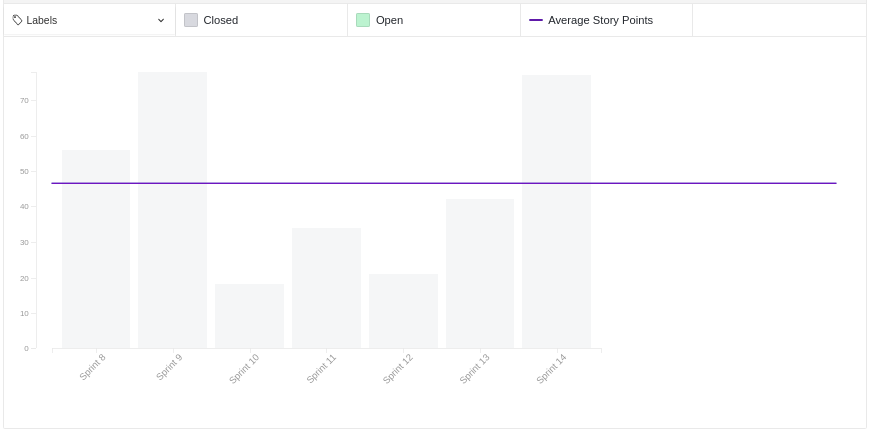 Labels
Closed
Open
Average Story Points
70
60
50
40
30
20
10
0
Sprint 8
Sprint 9
Sprint 10
Sprint 11
Sprint 12
Sprint 13
Sprint 14